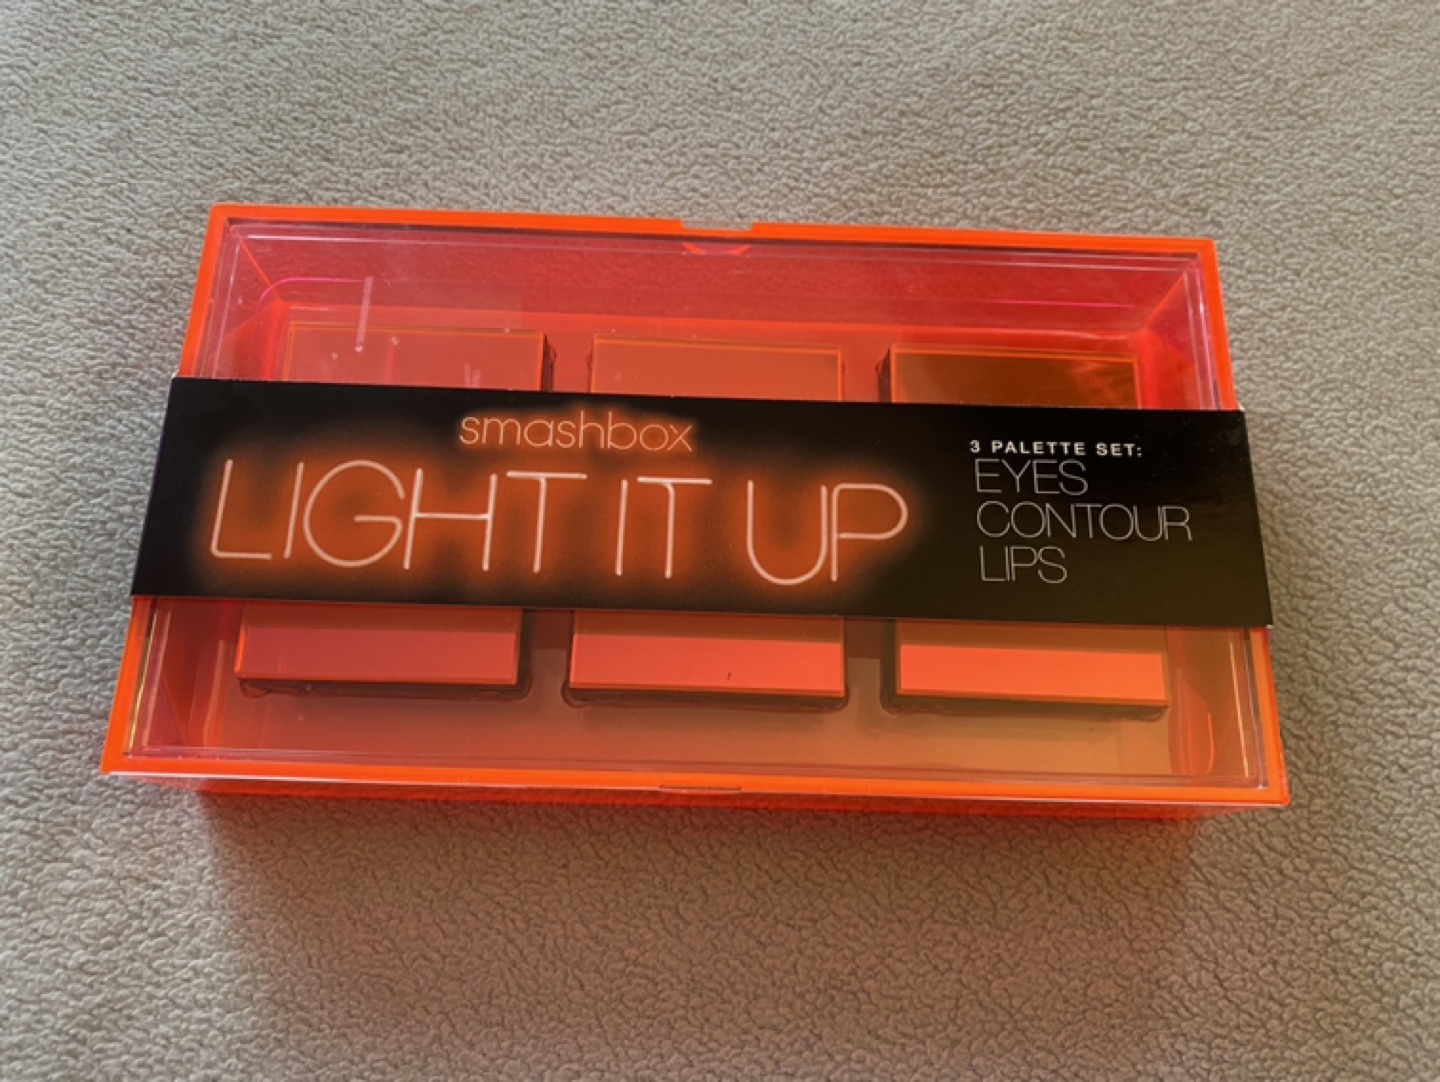 smashbox
LIGHT IT UP
3 PALETTE SET:
EYES
CONTOUR
LIPS